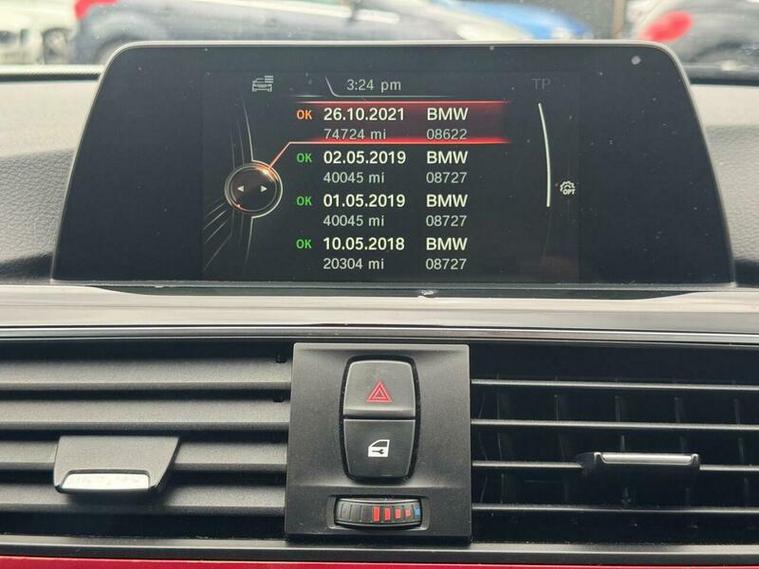 3:24 pm
TP
OK 26.10.2021 BMW
74724 mi 08622
OK 02.05.2019 BMW
40045 mi 08727
OK 01.05.2019 BMW
40045 mi 08727
OPT
OK 10.05.2018 BMW
20304 mi 08727